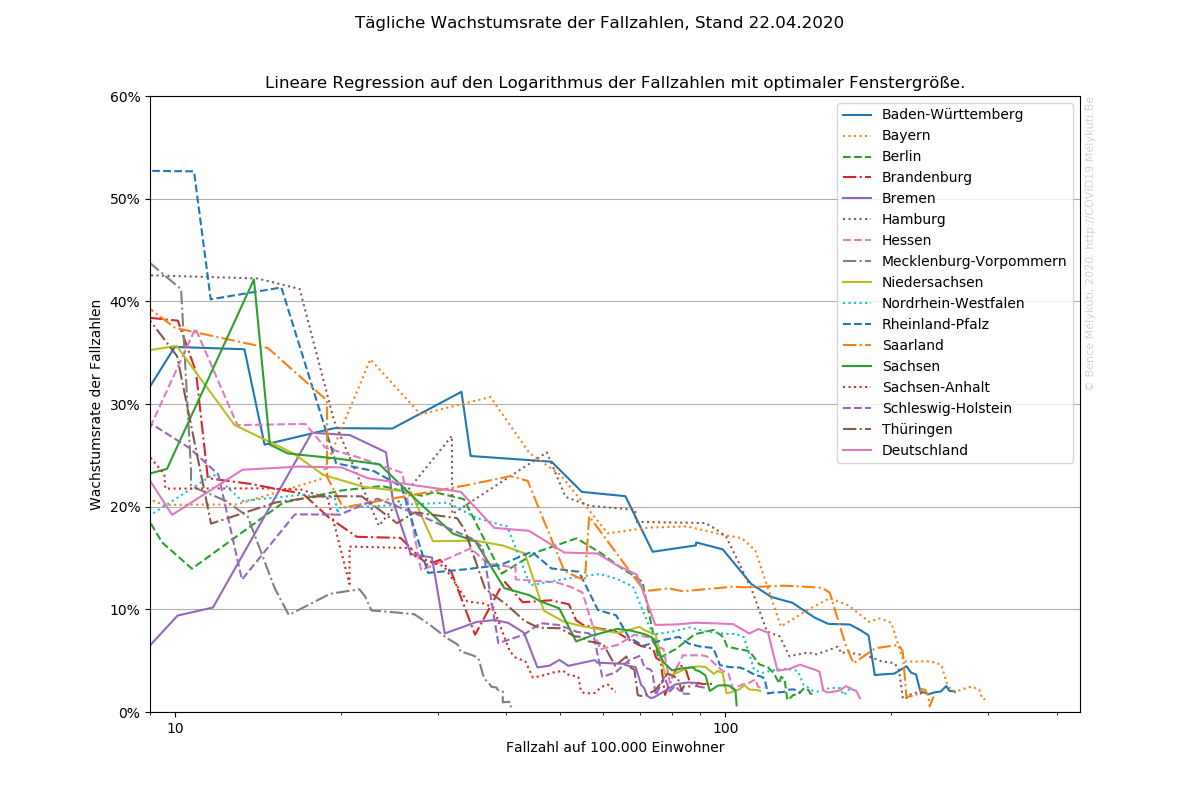 Tägliche Wachstumsrate der Fallzahlen, Stand 22.04.2020
Lineare Regression auf den Logarithmus der Fallzahlen mit optimaler Fenstergröße.
60%
50%
40%
30%
20%
10%
0%
Wachstumsrate der Fallzahlen
10
100
Fallzahl auf 100.000 Einwohner
Baden-Württemberg
Bayern
Berlin
Brandenburg
Bremen
Hamburg
Hessen
Mecklenburg-Vorpommern
Niedersachsen
Nordrhein-Westfalen
Rheinland-Pfalz
Saarland
Sachsen
Sachsen-Anhalt
Schleswig-Holstein
Thüringen
Deutschland
© Bence Mélykúti, 2020. http://COVID19.Melykuti.Be